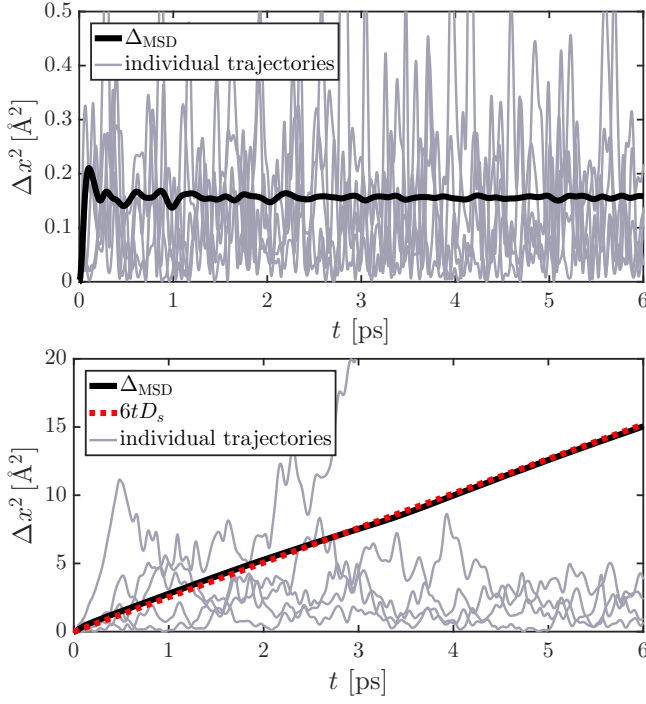 0.5
0.4
0.3
0.2
0.1
0
Δx² [Å²]
Δ_MSD
individual trajectories
0 1 2 3 4 5 6
t [ps]
20
15
10
5
0
Δx² [Å²]
Δ_MSD
6tD_s
individual trajectories
0 1 2 3 4 5 6
t [ps]